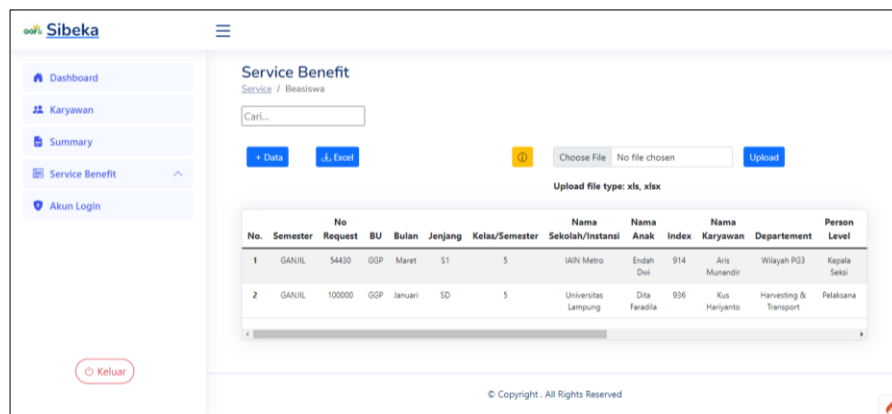 Sibeka
Dashboard
Karyawan
Summary
Service Benefit
Akun Login
Keluar
Service Benefit
Service / Beasiswa
Cari...
+ Data
Excel
Choose File No file chosen
Upload
Upload file type: xls, xlsx
No. Semester No Request BU Bulan Jenjang Kelas/Semester Nama Sekolah/Instansi Nama Anak Index Nama Karyawan Departement Person Level
1 GANJIL 54430 GGP Maret S1 5 IAIN Metro Endah Dwi 914 Aris Munandir Wilayah PG3 Kepala Seksi
2 GANJIL 100000 GGP Januari SD 5 Universitas Lampung Dita Faradila 936 Kus Hariyanto Harvesting & Transport Pelaksana
© Copyright . All Rights Reserved